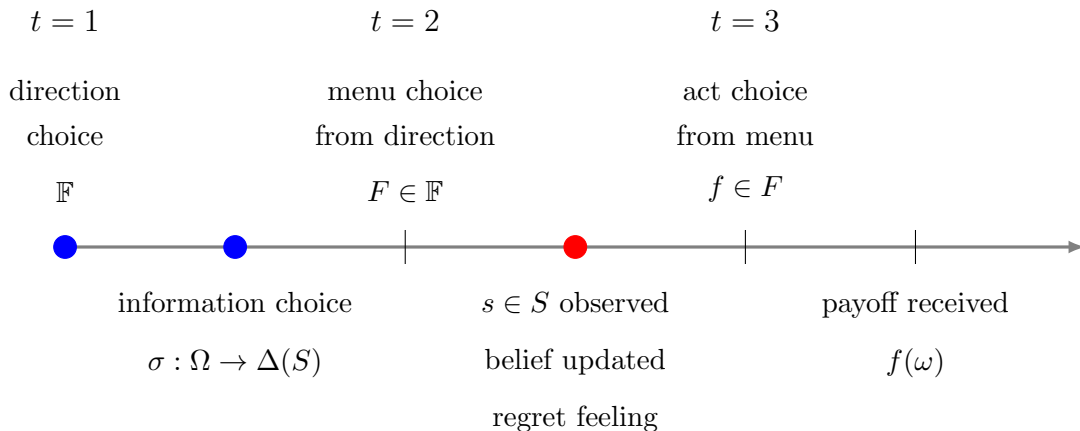 t = 1
t = 2
t = 3
direction
menu choice
act choice
choice
from direction
from menu
𝔽
F ∈ 𝔽
f ∈ F
information choice
s ∈ S observed
payoff received
σ : Ω → Δ(S)
belief updated
f(ω)
regret feeling